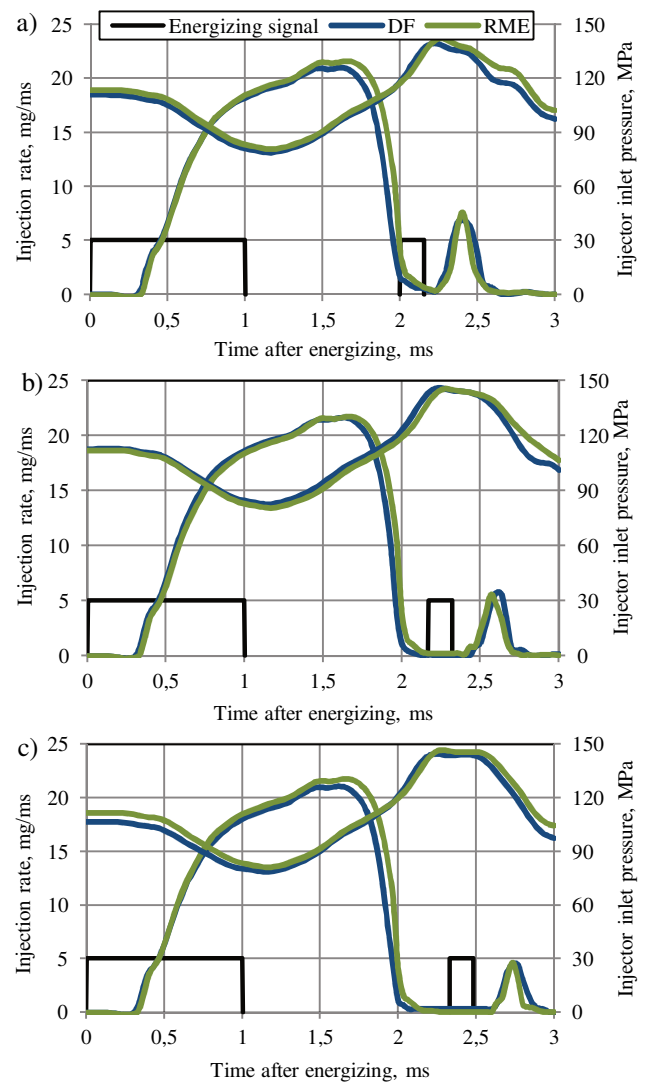 a)
Energizing signal DF RME
Injection rate, mg/ms
25
20
15
10
5
0
150
120
90
60
30
0
Injector inlet pressure, MPa
0 0,5 1 1,5 2 2,5 3
Time after energizing, ms
b)
Injection rate, mg/ms
25
20
15
10
5
0
150
120
90
60
30
0
Injector inlet pressure, MPa
0 0,5 1 1,5 2 2,5 3
Time after energizing, ms
c)
Injection rate, mg/ms
25
20
15
10
5
0
150
120
90
60
30
0
Injector inlet pressure, MPa
0 0,5 1 1,5 2 2,5 3
Time after energizing, ms